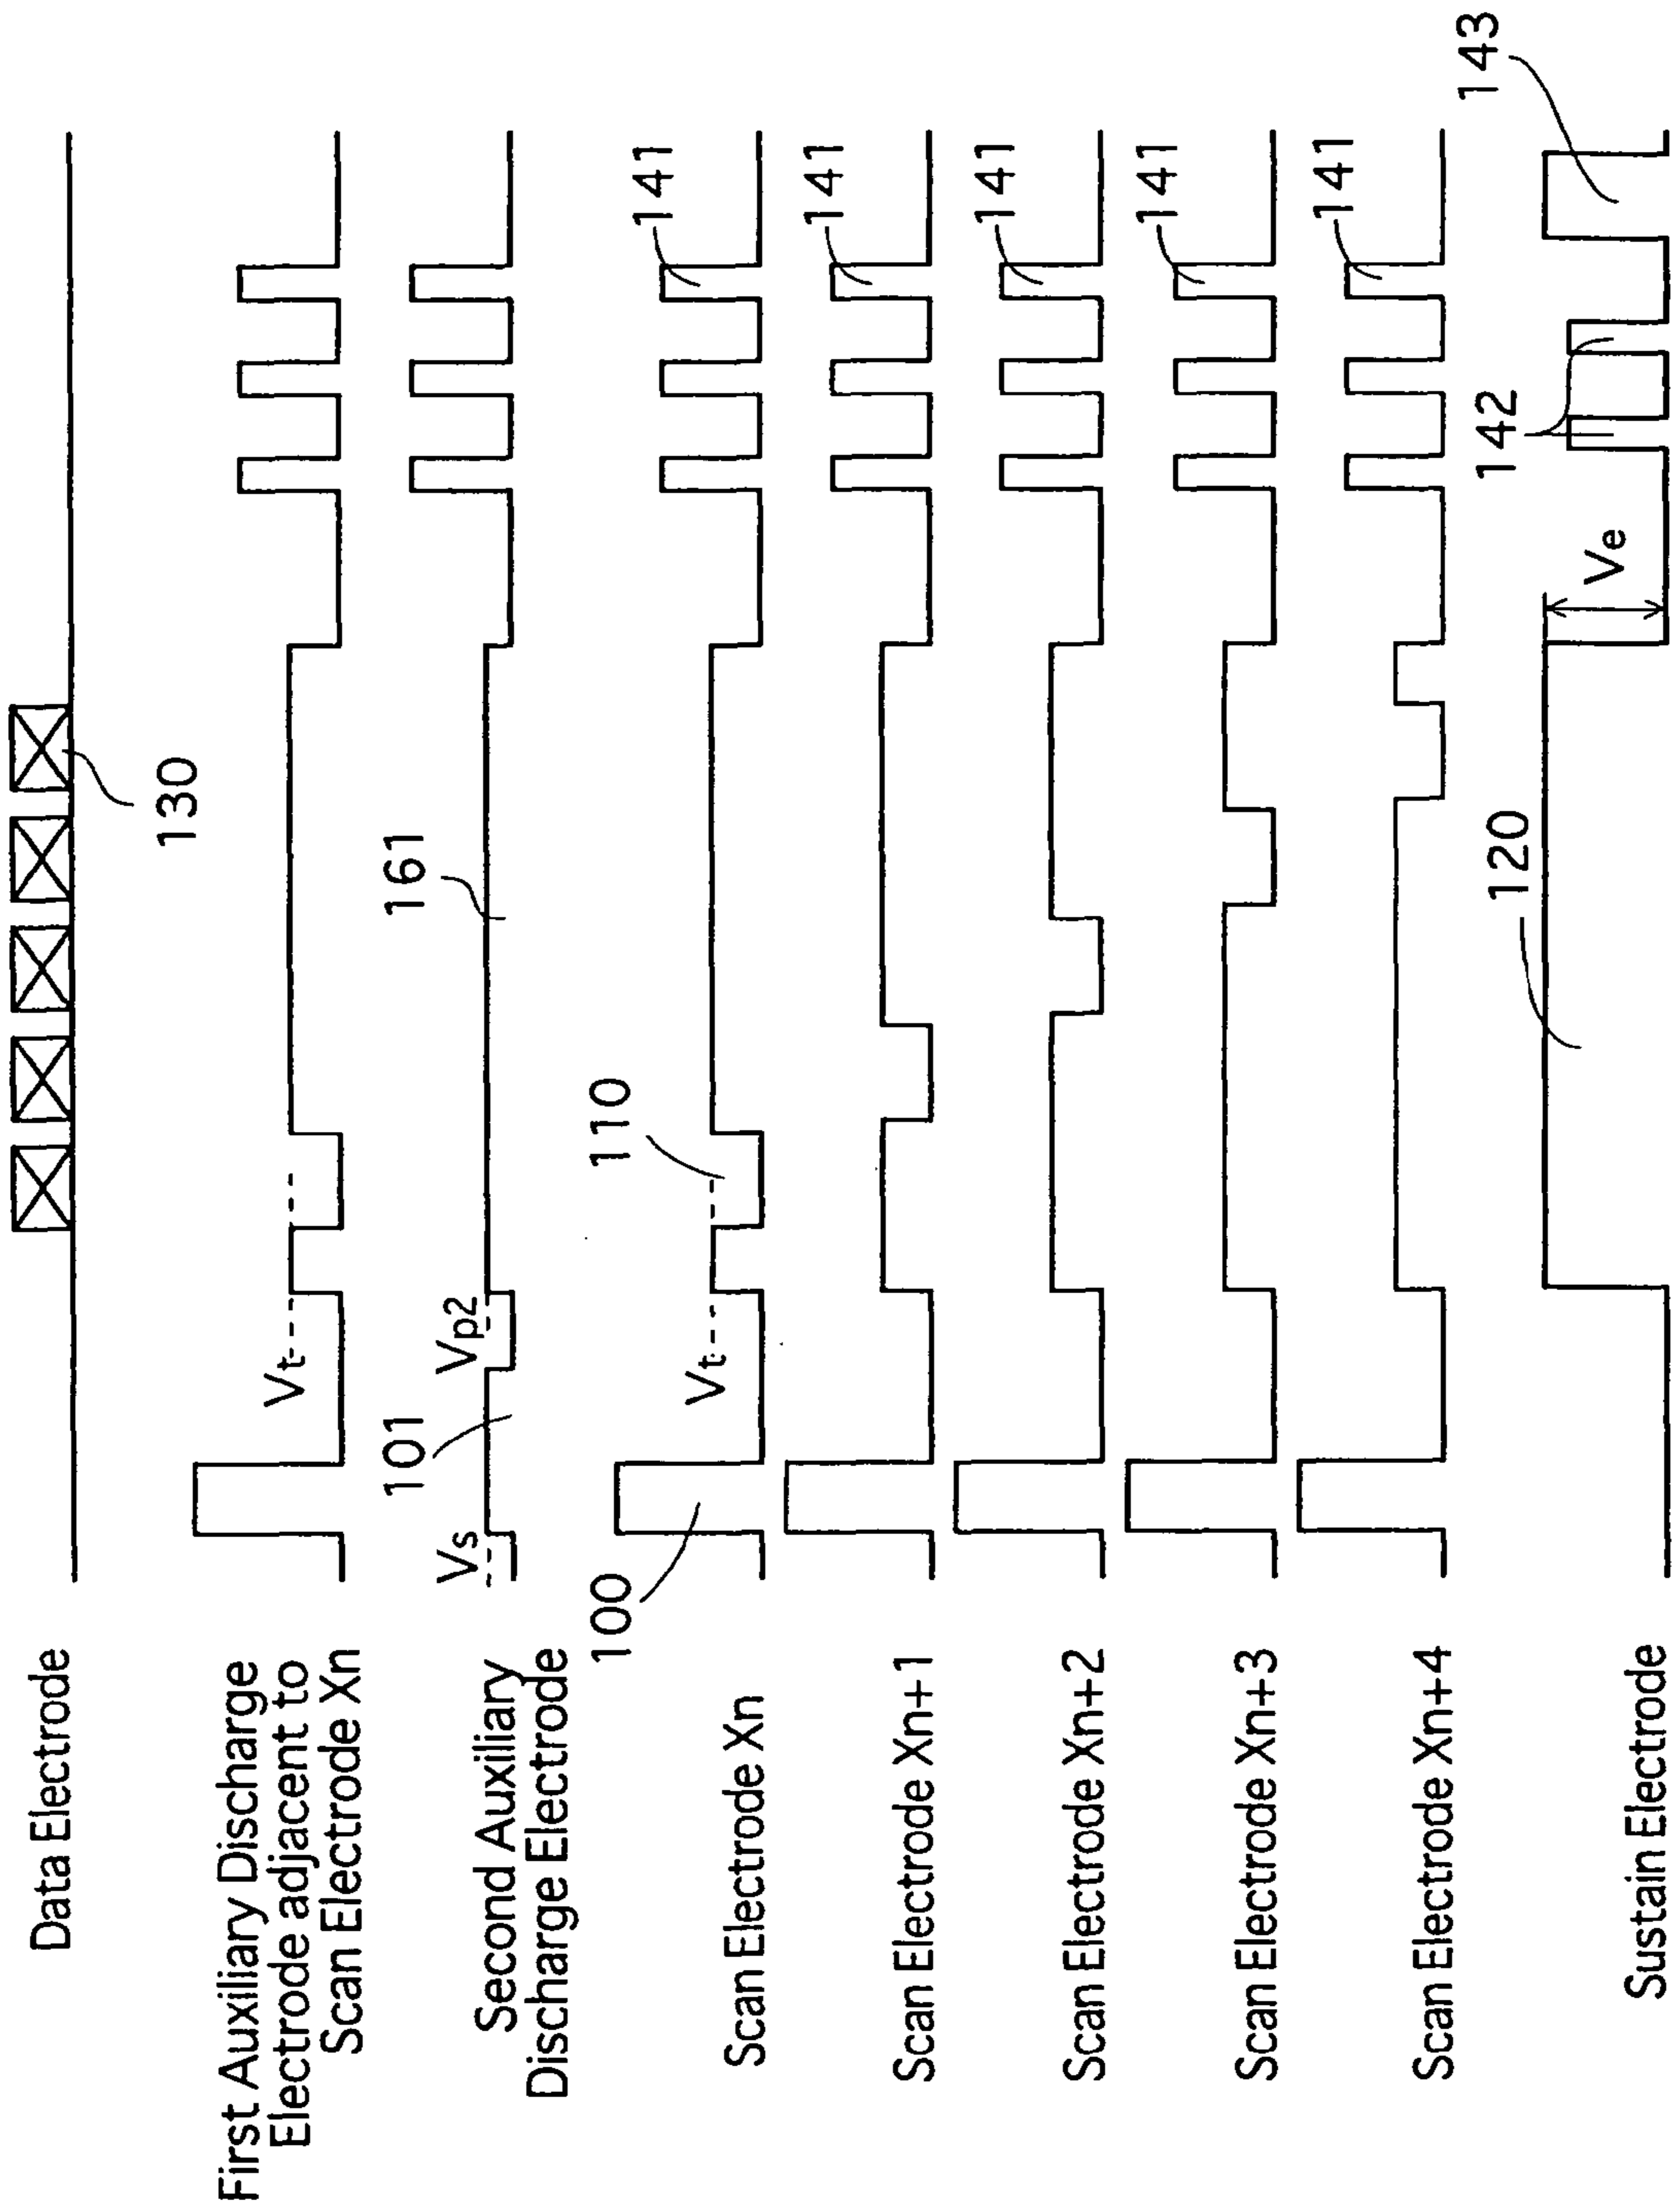 Data Electrode
130
First Auxiliary Discharge
Electrode adjacent to
Scan Electrode Xn
Vt
Second Auxiliary
Discharge Electrode
Vs
101
Vp2
161
Scan Electrode Xn
100
Vt
110
141
Scan Electrode Xn+1
141
Scan Electrode Xn+2
141
Scan Electrode Xn+3
141
Scan Electrode Xn+4
141
Sustain Electrode
120
Ve
142
143